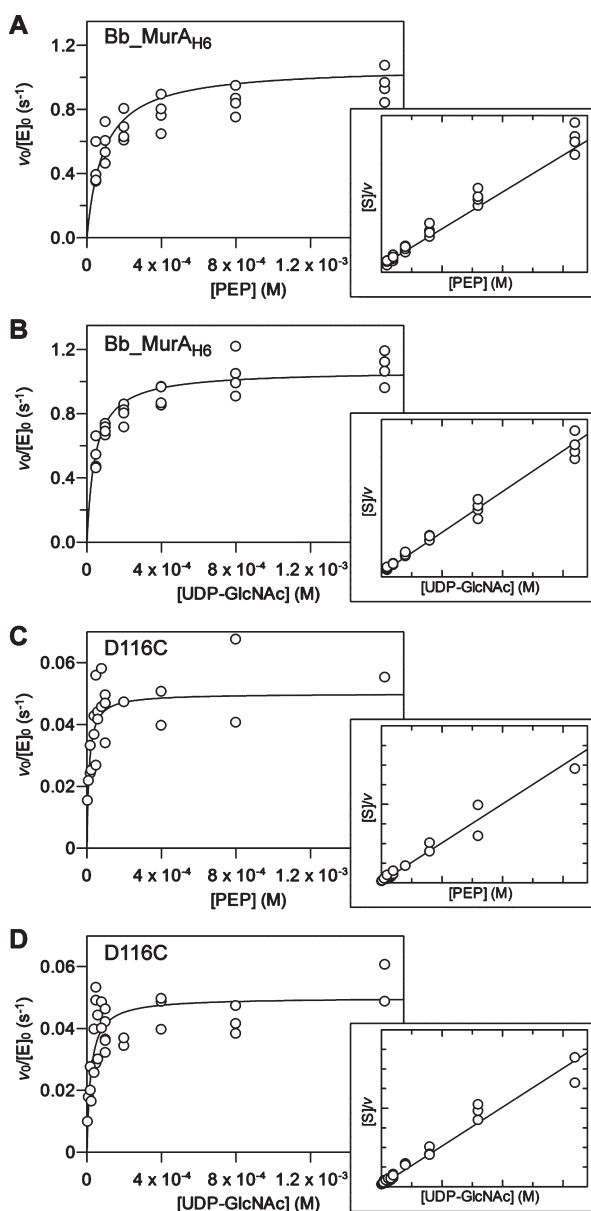 A
Bb_MurA_H6
v₀/[E]₀ (s⁻¹)
1.2
0.8
0.4
0.0
0
4 x 10⁻⁴
8 x 10⁻⁴
1.2 x 10⁻³
[PEP] (M)
[S]/v
[PEP] (M)
B
Bb_MurA_H6
v₀/[E]₀ (s⁻¹)
1.2
0.8
0.4
0.0
0
4 x 10⁻⁴
8 x 10⁻⁴
1.2 x 10⁻³
[UDP-GlcNAc] (M)
[S]/v
[UDP-GlcNAc] (M)
C
D116C
v₀/[E]₀ (s⁻¹)
0.06
0.04
0.02
0
0
4 x 10⁻⁴
8 x 10⁻⁴
1.2 x 10⁻³
[PEP] (M)
[S]/v
[PEP] (M)
D
D116C
v₀/[E]₀ (s⁻¹)
0.06
0.04
0.02
0
0
4 x 10⁻⁴
8 x 10⁻⁴
1.2 x 10⁻³
[UDP-GlcNAc] (M)
[S]/v
[UDP-GlcNAc] (M)